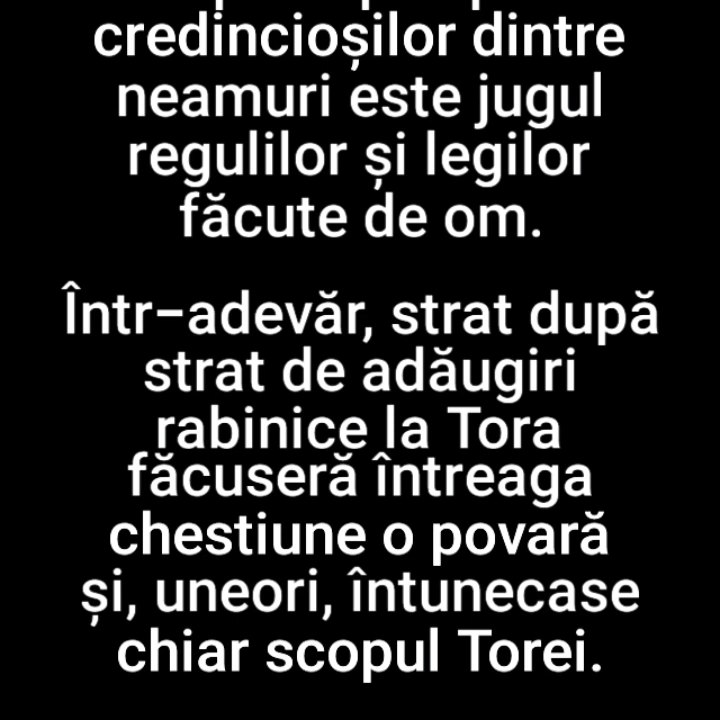 credincioșilor dintre
neamuri este jugul
regulilor și legilor
făcute de om.
Într-adevăr, strat după
strat de adăugiri
rabinice la Tora
făcuseră întreaga
chestiune o povară
și, uneori, întunecase
chiar scopul Torei.